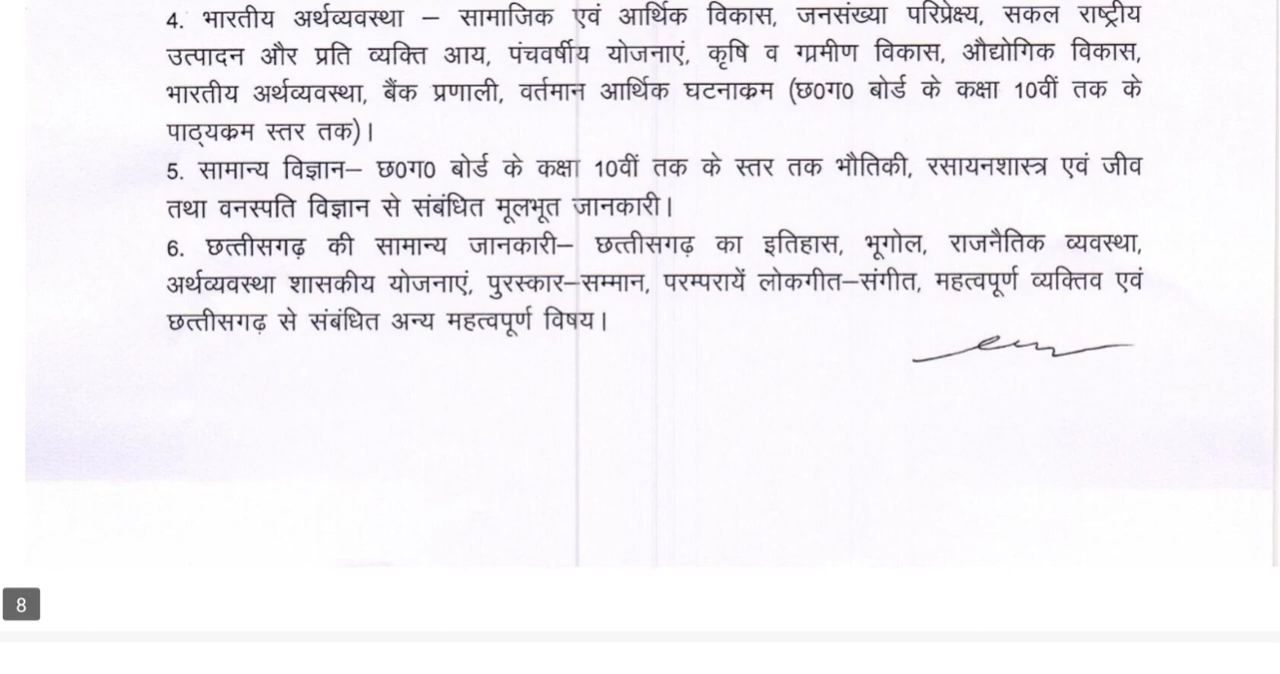 4. भारतीय अर्थव्यवस्था – सामाजिक एवं आर्थिक विकास, जनसंख्या परिप्रेक्ष्य, सकल राष्ट्रीय
उत्पादन और प्रति व्यक्ति आय, पंचवर्षीय योजनाएं, कृषि व ग्रामीण विकास, औद्योगिक विकास,
भारतीय अर्थव्यवस्था, बैंक प्रणाली, वर्तमान आर्थिक घटनाक्रम (छ0ग0 बोर्ड के कक्षा 10वीं तक के
पाठ्यक्रम स्तर तक)।
5. सामान्य विज्ञान– छ0ग0 बोर्ड के कक्षा 10वीं तक के स्तर तक भौतिकी, रसायनशास्त्र एवं जीव
तथा वनस्पति विज्ञान से संबंधित मूलभूत जानकारी।
6. छत्तीसगढ़ की सामान्य जानकारी– छत्तीसगढ़ का इतिहास, भूगोल, राजनैतिक व्यवस्था,
अर्थव्यवस्था शासकीय योजनाएं, पुरस्कार–सम्मान, परम्परायें लोकगीत–संगीत, महत्वपूर्ण व्यक्तिव एवं
छत्तीसगढ़ से संबंधित अन्य महत्वपूर्ण विषय।
8